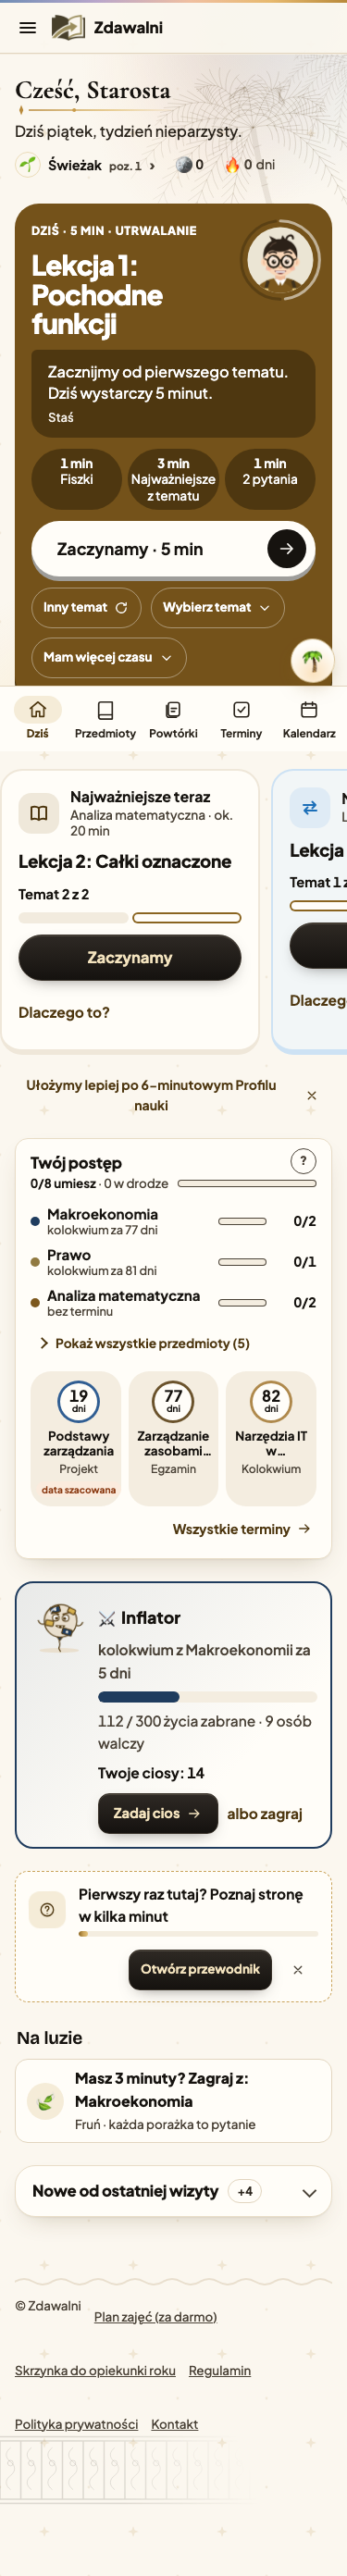 Zdawalni
Cześć, Starosta
Dziś piątek, tydzień nieparzysty.
Świeżak poz. 1 › 0 0 dni
DZIŚ · 5 MIN · UTRWALANIE
Lekcja 1:
Pochodne
funkcji
Zacznijmy od pierwszego tematu.
Dziś wystarczy 5 minut.
Staś
1 min
Fiszki
3 min
Najważniejsze
z tematu
1 min
2 pytania
Zaczynamy · 5 min
Inny temat
Wybierz temat
Mam więcej czasu
Dziś
Przedmioty
Powtórki
Terminy
Kalendarz
Najważniejsze teraz
Analiza matematyczna · ok.
20 min
Lekcja 2: Całki oznaczone
Temat 2 z 2
Zaczynamy
Dlaczego to?
Lekcja
Temat 1 z
Dlaczego
Ułożymy lepiej po 6-minutowym Profilu
nauki
Twój postęp
?
0/8 umiesz · 0 w drodze
Makroekonomia
kolokwium za 77 dni
0/2
Prawo
kolokwium za 81 dni
0/1
Analiza matematyczna
bez terminu
0/2
Pokaż wszystkie przedmioty (5)
19
dni
Podstawy
zarządzania
Projekt
data szacowana
77
dni
Zarządzanie
zasobami...
Egzamin
82
dni
Narzędzia IT
w...
Kolokwium
Wszystkie terminy
Inflator
kolokwium z Makroekonomii za
5 dni
112 / 300 życia zabrane · 9 osób
walczy
Twoje ciosy: 14
Zadaj cios
albo zagraj
Pierwszy raz tutaj? Poznaj stronę
w kilka minut
Otwórz przewodnik
Na luzie
Masz 3 minuty? Zagraj z:
Makroekonomia
Fruń · każda porażka to pytanie
Nowe od ostatniej wizyty +4
© Zdawalni
Plan zajęć (za darmo)
Skrzynka do opiekunki roku
Regulamin
Polityka prywatności
Kontakt